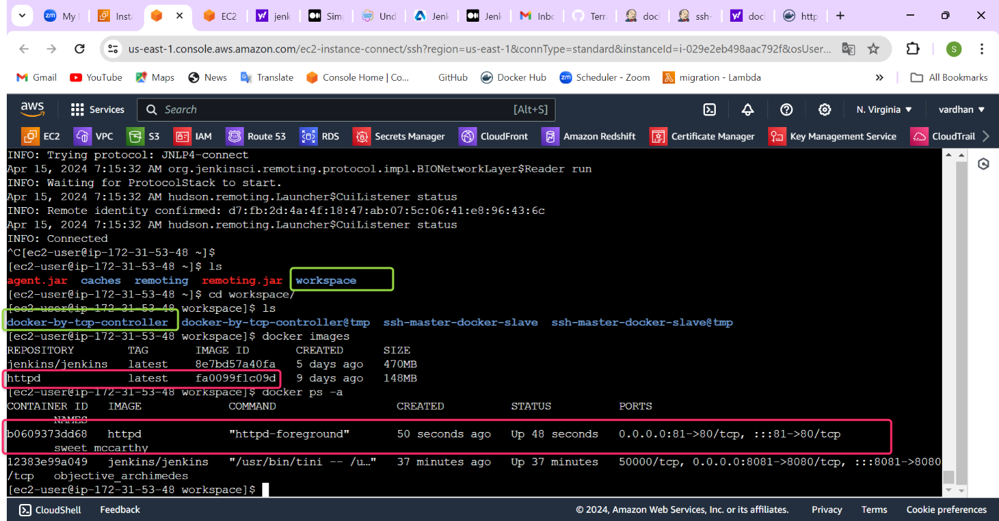 My Inst EC2 jenk Sim Und Jenk Jenl Inbo Terr doc ssh- doc http
us-east-1.console.aws.amazon.com/ec2-instance-connect/ssh?region=us-east-1&connType=standard&instanceId=i-029e2eb498aac792f&osUser...
Gmail YouTube Maps News Translate Console Home | Co... GitHub Docker Hub Scheduler - Zoom migration - Lambda » All Bookmarks
aws Services Search [Alt+S] N. Virginia vardhan
EC2 VPC S3 IAM Route 53 RDS Secrets Manager CloudFront Amazon Redshift Certificate Manager Key Management Service CloudTrail
INFO: Trying protocol: JNLP4-connect
Apr 15, 2024 7:15:32 AM org.jenkinsci.remoting.protocol.impl.BIONetworkLayer$Reader run
INFO: Waiting for ProtocolStack to start.
Apr 15, 2024 7:15:32 AM hudson.remoting.Launcher$CuiListener status
INFO: Remote identity confirmed: d7:fb:2d:4a:4f:18:47:ab:07:5c:06:41:e8:96:43:6c
Apr 15, 2024 7:15:32 AM hudson.remoting.Launcher$CuiListener status
INFO: Connected
^C[ec2-user@ip-172-31-53-48 ~]$
[ec2-user@ip-172-31-53-48 ~]$ ls
agent.jar caches remoting remoting.jar workspace
[ec2-user@ip-172-31-53-48 ~]$ cd workspace/
[ec2-user@ip-172-31-53-48 workspace]$ ls
docker-by-tcp-controller docker-by-tcp-controller@tmp ssh-master-docker-slave ssh-master-docker-slave@tmp
[ec2-user@ip-172-31-53-48 workspace]$ docker images
REPOSITORY TAG IMAGE ID CREATED SIZE
jenkins/jenkins latest 8e7bd57a40fa 5 days ago 470MB
httpd latest fa0099f1c09d 9 days ago 148MB
[ec2-user@ip-172-31-53-48 workspace]$ docker ps -a
CONTAINER ID IMAGE COMMAND CREATED STATUS PORTS
NAMES
b0609373dd68 httpd "httpd-foreground" 50 seconds ago Up 48 seconds 0.0.0.0:81->80/tcp, :::81->80/tcp
sweet_mccarthy
12383e99a049 jenkins/jenkins "/usr/bin/tini -- /u…" 37 minutes ago Up 37 minutes 50000/tcp, 0.0.0.0:8081->8080/tcp, :::8081->8080
/tcp objective_archimedes
[ec2-user@ip-172-31-53-48 workspace]$
CloudShell Feedback © 2024, Amazon Web Services, Inc. or its affiliates. Privacy Terms Cookie preferences